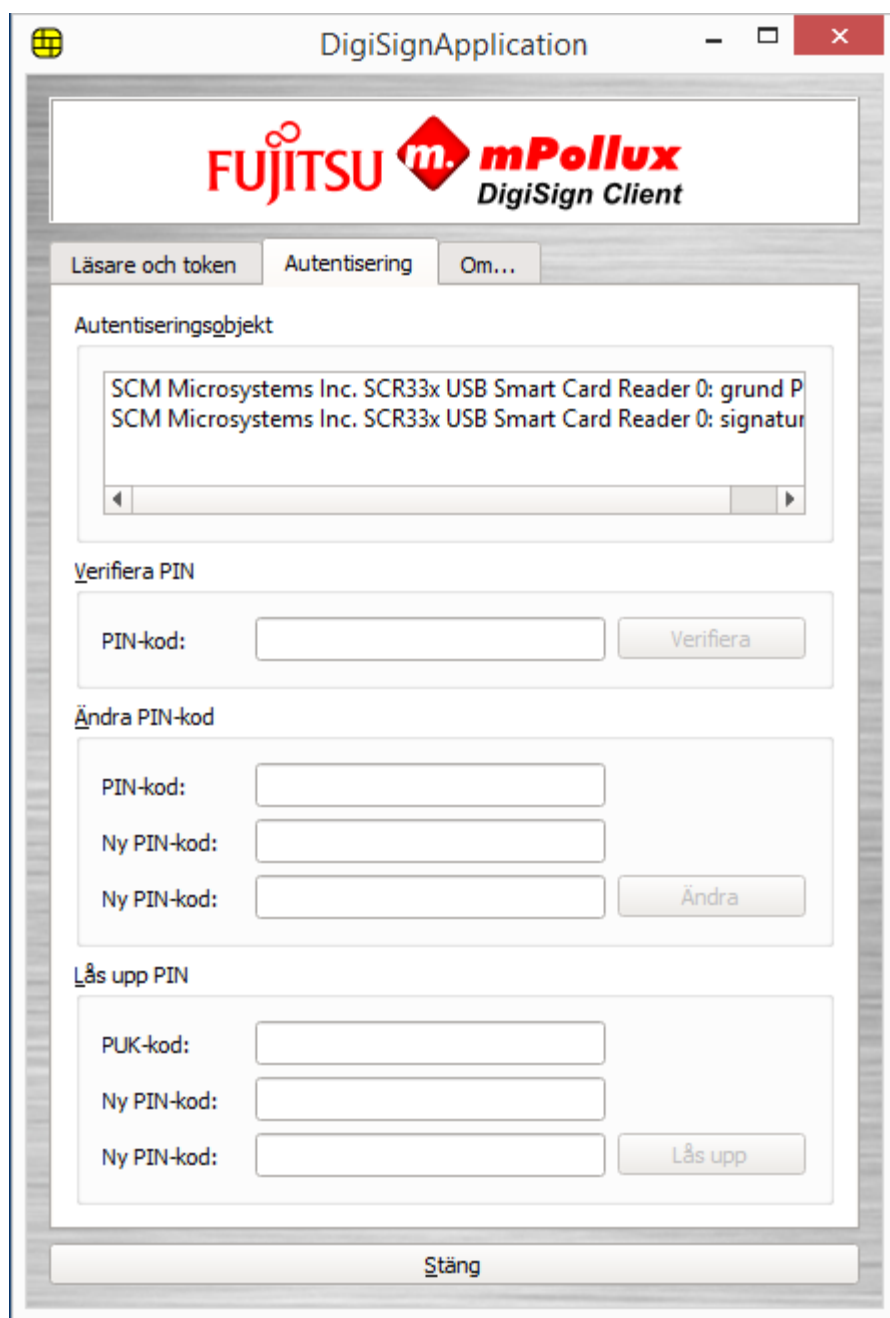 DigiSignApplication
FUJITSU m. mPollux
DigiSign Client
Läsare och token Autentisering Om...
Autentiseringsobjekt
SCM Microsystems Inc. SCR33x USB Smart Card Reader 0: grund P
SCM Microsystems Inc. SCR33x USB Smart Card Reader 0: signatur
Verifiera PIN
PIN-kod: Verifiera
Ändra PIN-kod
PIN-kod:
Ny PIN-kod:
Ny PIN-kod: Ändra
Lås upp PIN
PUK-kod:
Ny PIN-kod:
Ny PIN-kod: Lås upp
Stäng